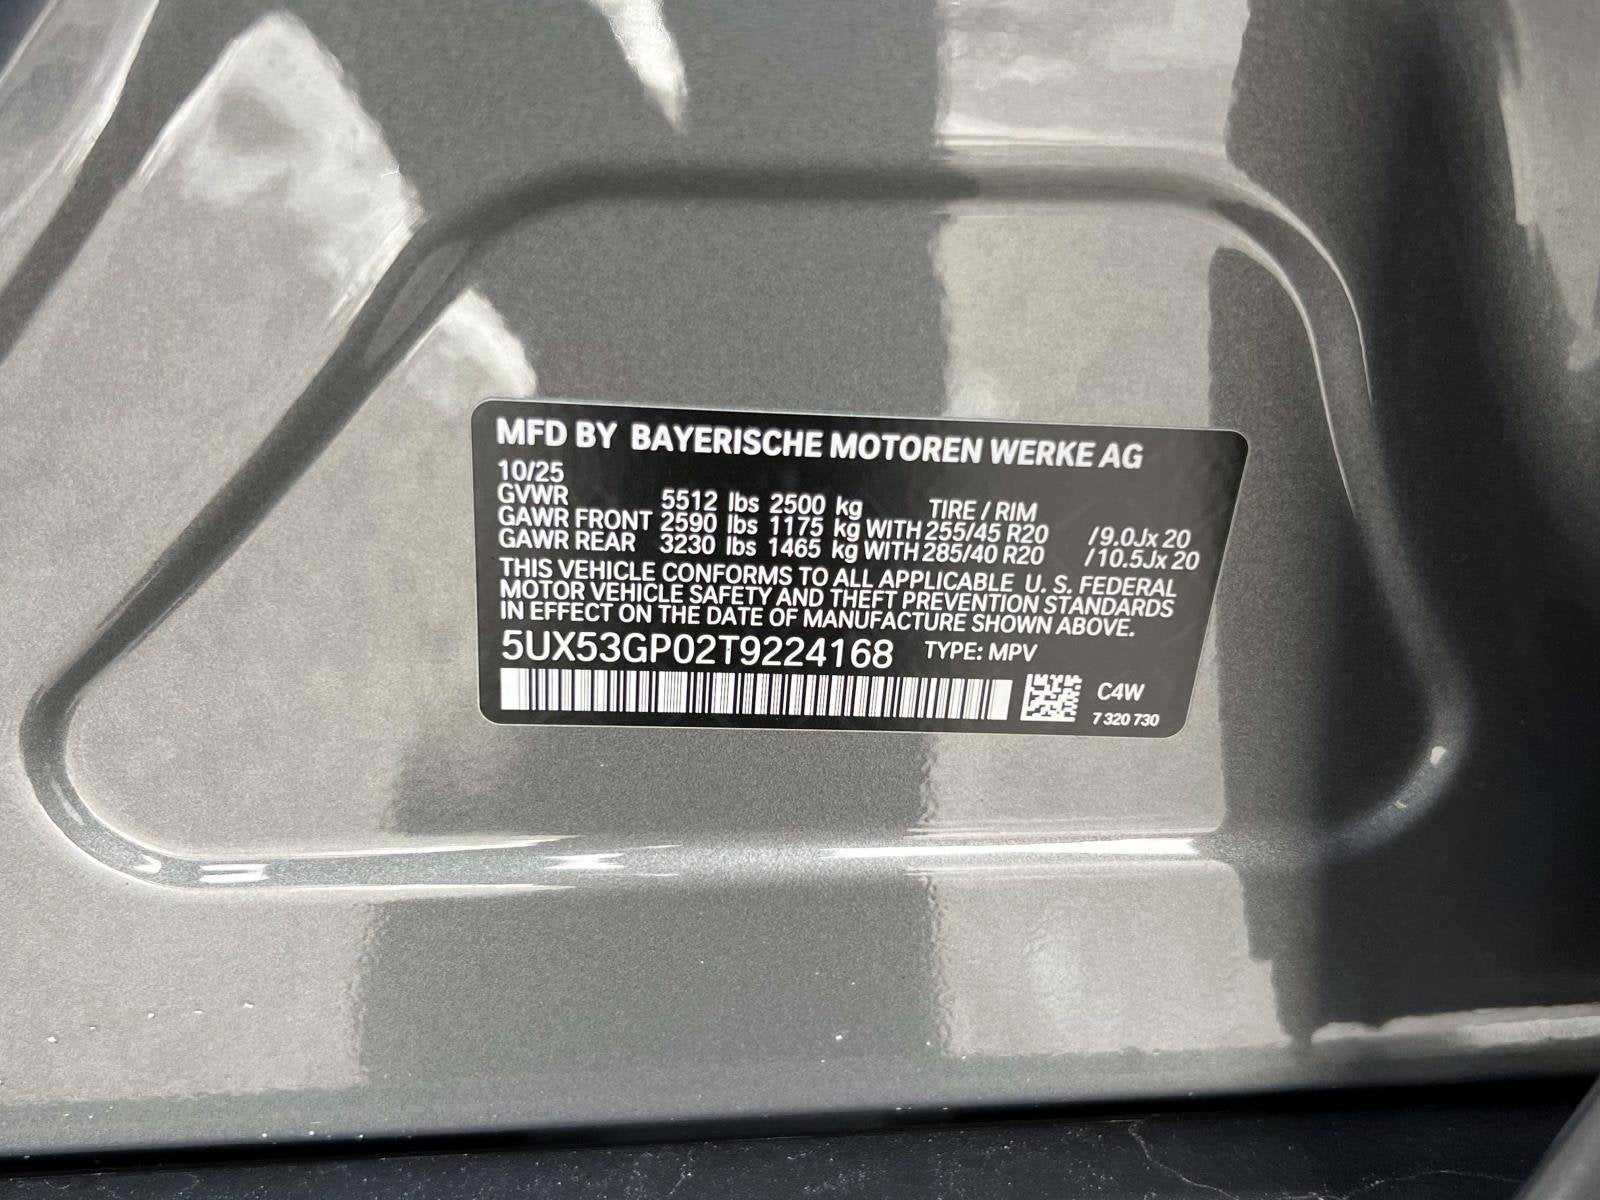 MFD BY BAYERISCHE MOTOREN WERKE AG
10/25
GVWR 5512 lbs 2500 kg TIRE / RIM
GAWR FRONT 2590 lbs 1175 kg WITH 255/45 R20 /9.0Jx 20
GAWR REAR 3230 lbs 1465 kg WITH 285/40 R20 /10.5Jx 20
THIS VEHICLE CONFORMS TO ALL APPLICABLE U. S. FEDERAL
MOTOR VEHICLE SAFETY AND THEFT PREVENTION STANDARDS
IN EFFECT ON THE DATE OF MANUFACTURE SHOWN ABOVE.
5UX53GP02T9224168 TYPE: MPV
C4W
7 320 730